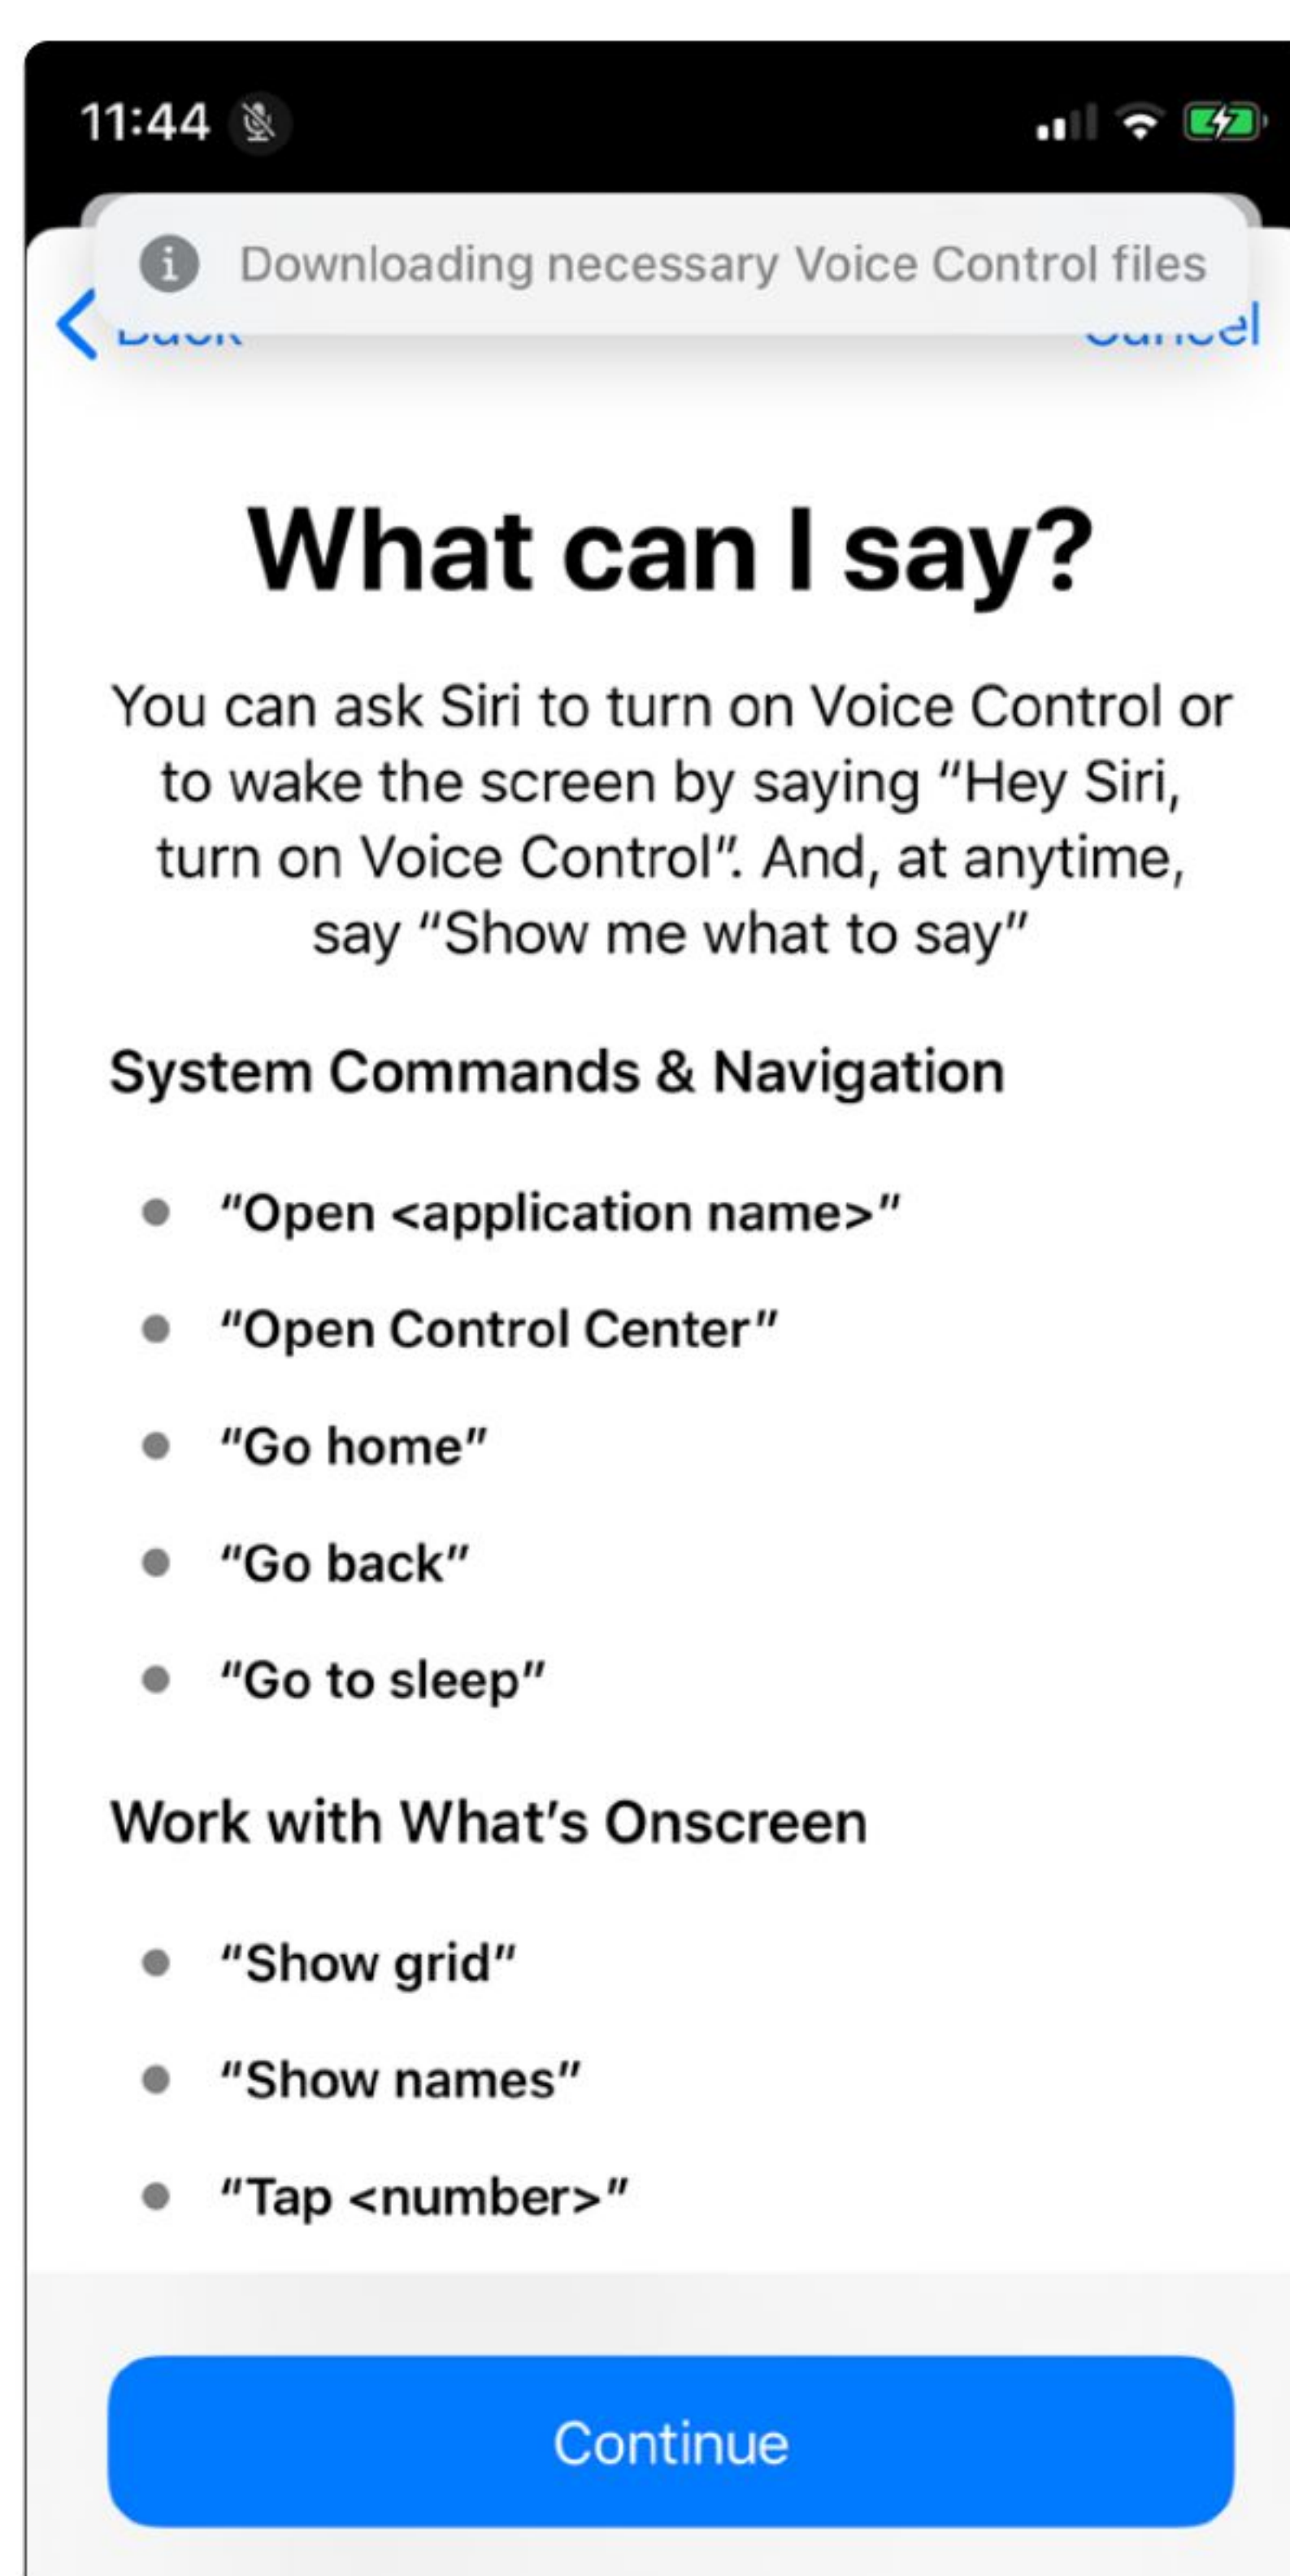 11:44
Downloading necessary Voice Control files
Back
Cancel
What can I say?
You can ask Siri to turn on Voice Control or
to wake the screen by saying “Hey Siri,
turn on Voice Control”. And, at anytime,
say “Show me what to say”
System Commands & Navigation
“Open <application name>”
“Open Control Center”
“Go home”
“Go back”
“Go to sleep”
Work with What’s Onscreen
“Show grid”
“Show names”
“Tap <number>”
Continue